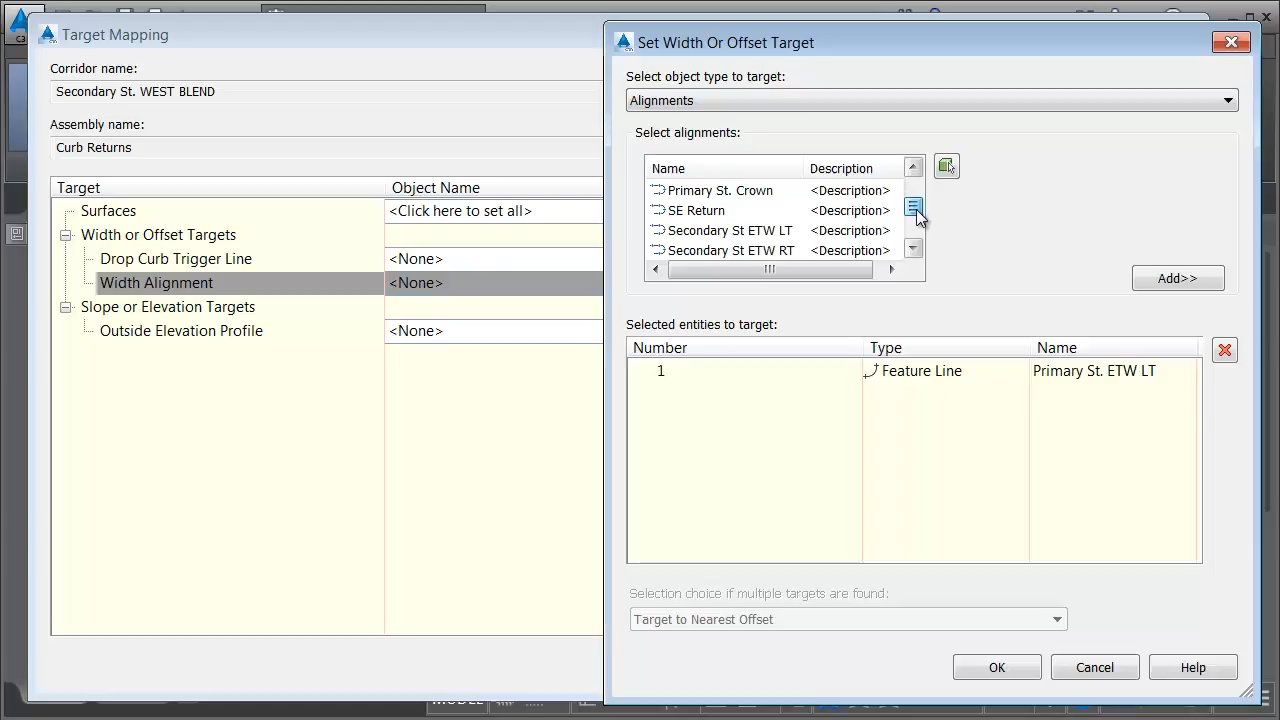 Target Mapping
Corridor name:
Secondary St. WEST BLEND
Assembly name:
Curb Returns
Target Object Name
Surfaces <Click here to set all>
Width or Offset Targets
Drop Curb Trigger Line <None>
Width Alignment <None>
Slope or Elevation Targets
Outside Elevation Profile <None>
Set Width Or Offset Target
Select object type to target:
Alignments
Select alignments:
Name Description
Primary St. Crown <Description>
SE Return <Description>
Secondary St ETW LT <Description>
Secondary St ETW RT <Description>
Add>>
Selected entities to target:
Number Type Name
1 Feature Line Primary St. ETW LT
Selection choice if multiple targets are found:
Target to Nearest Offset
OK Cancel Help
MODEL